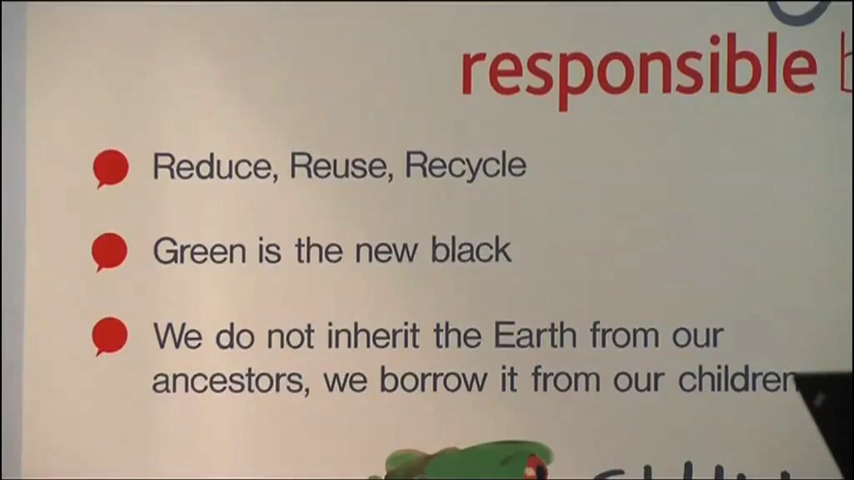 responsible
Reduce, Reuse, Recycle
Green is the new black
We do not inherit the Earth from our
ancestors, we borrow it from our children